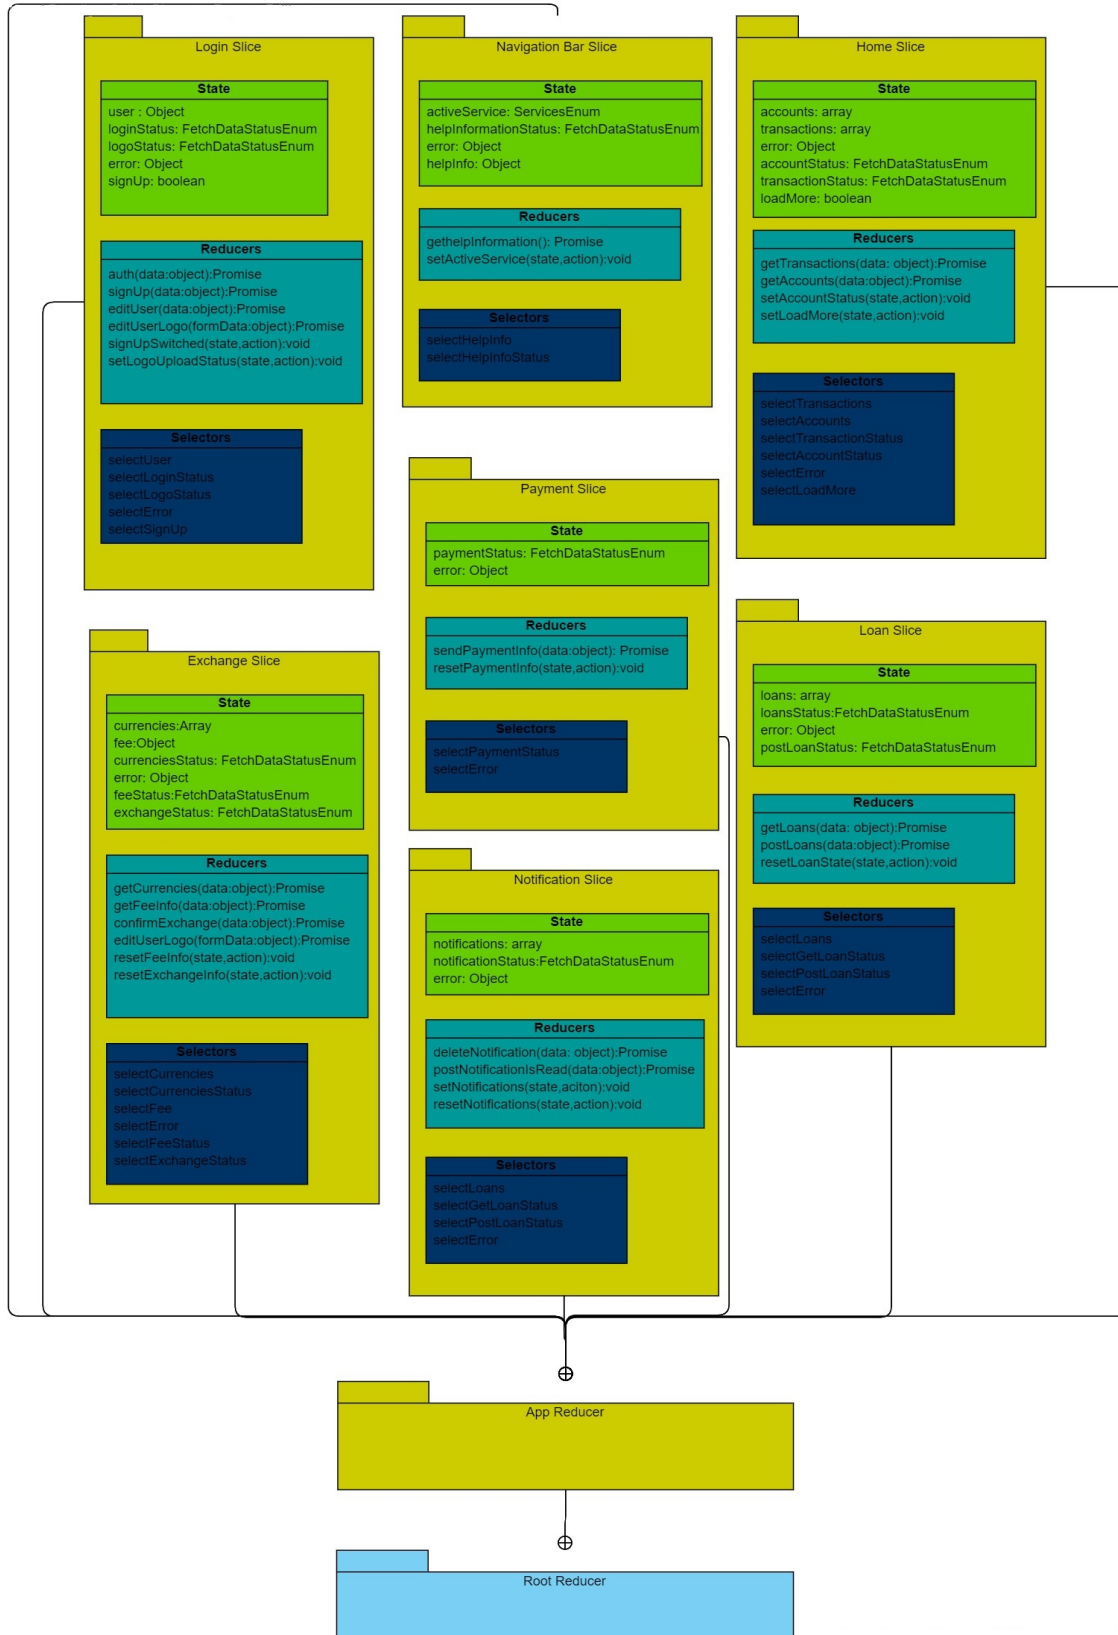 Login Slice
State
user : Object
loginStatus: FetchDataStatusEnum
logoStatus: FetchDataStatusEnum
error: Object
signUp: boolean
Reducers
auth(data:object):Promise
signUp(data:object):Promise
editUser(data:object):Promise
editUserLogo(formData:object):Promise
signUpSwitched(state,action):void
setLogoUploadStatus(state,action):void
Selectors
selectUser
selectLoginStatus
selectLogoStatus
selectError
selectSignUp
Navigation Bar Slice
State
activeService: ServicesEnum
helpInformationStatus: FetchDataStatusEnum
error: Object
helpInfo: Object
Reducers
gethelpInformation(): Promise
setActiveService(state,action):void
Selectors
selectHelpInfo
selectHelpInfoStatus
Home Slice
State
accounts: array
transactions: array
error: Object
accountStatus: FetchDataStatusEnum
transactionStatus: FetchDataStatusEnum
loadMore: boolean
Reducers
getTransactions(data: object):Promise
getAccounts(data:object):Promise
setAccountStatus(state,action):void
setLoadMore(state,action):void
Selectors
selectTransactions
selectAccounts
selectTransactionStatus
selectAccountStatus
selectError
selectLoadMore
Payment Slice
State
paymentStatus: FetchDataStatusEnum
error: Object
Reducers
sendPaymentInfo(data:object): Promise
resetPaymentInfo(state,action):void
Selectors
selectPaymentStatus
selectError
Exchange Slice
State
currencies:Array
fee:Object
currenciesStatus: FetchDataStatusEnum
error: Object
feeStatus:FetchDataStatusEnum
exchangeStatus: FetchDataStatusEnum
Reducers
getCurrencies(data:object):Promise
getFeeInfo(data:object):Promise
confirmExchange(data:object):Promise
editUserLogo(formData:object):Promise
resetFeeInfo(state,action):void
resetExchangeInfo(state,action):void
Selectors
selectCurrencies
selectCurrenciesStatus
selectFee
selectError
selectFeeStatus
selectExchangeStatus
Loan Slice
State
loans: array
loansStatus:FetchDataStatusEnum
error: Object
postLoanStatus: FetchDataStatusEnum
Reducers
getLoans(data: object):Promise
postLoans(data:object):Promise
resetLoanState(state,action):void
Selectors
selectLoans
selectGetLoanStatus
selectPostLoanStatus
selectError
Notification Slice
State
notifications: array
notificationStatus:FetchDataStatusEnum
error: Object
Reducers
deleteNotification(data: object):Promise
postNotificationIsRead(data:object):Promise
setNotifications(state,aciton):void
resetNotifications(state,action):void
Selectors
selectLoans
selectGetLoanStatus
selectPostLoanStatus
selectError
App Reducer
Root Reducer